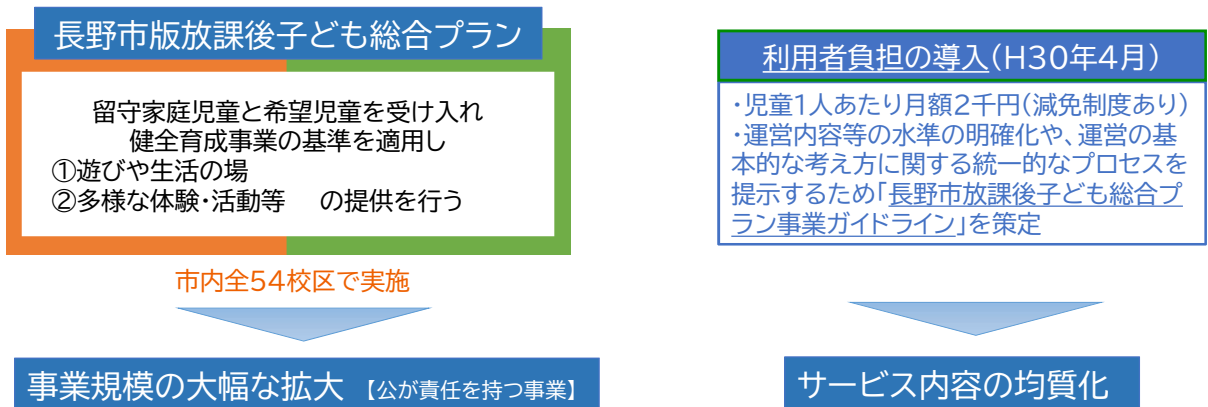 長野市版放課後子ども総合プラン
留守家庭児童と希望児童を受け入れ
健全育成事業の基準を適用し
①遊びや生活の場
②多様な体験・活動等　の提供を行う
市内全54校区で実施
事業規模の大幅な拡大 【公が責任を持つ事業】
利用者負担の導入(H30年4月)
・児童1人あたり月額2千円(減免制度あり)
・運営内容等の水準の明確化や、運営の基
本的な考え方に関する統一的なプロセスを
提示するため「長野市放課後子ども総合プ
ラン事業ガイドライン」を策定
サービス内容の均質化